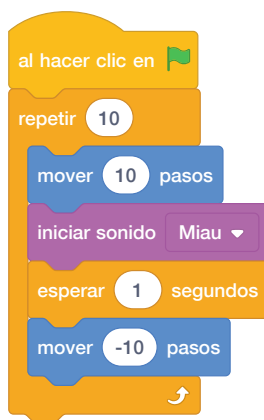 al hacer clic en
repetir 10
mover 10 pasos
iniciar sonido Miau
esperar 1 segundos
mover -10 pasos